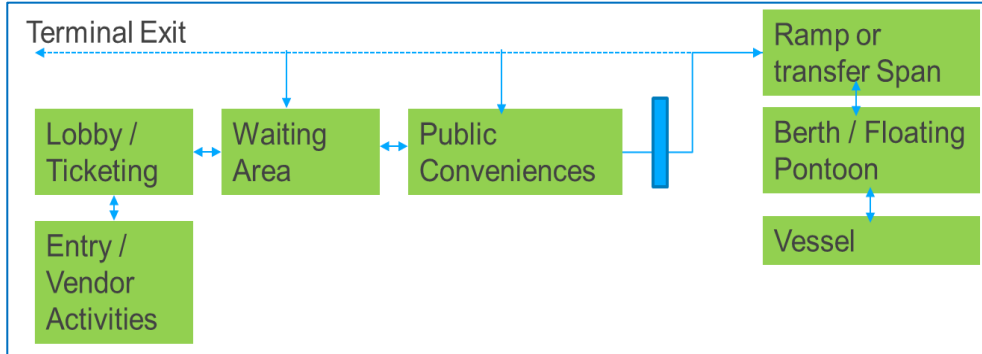 Terminal Exit
Ramp or
transfer Span
Lobby /
Ticketing
Waiting
Area
Public
Conveniences
Berth / Floating
Pontoon
Entry /
Vendor
Activities
Vessel